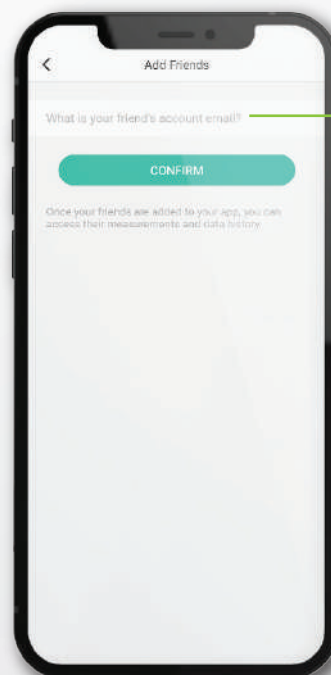 Add Friends
What is your friend's account email?
CONFIRM
Once your friends are added to your app, you can
access their measurements and data history